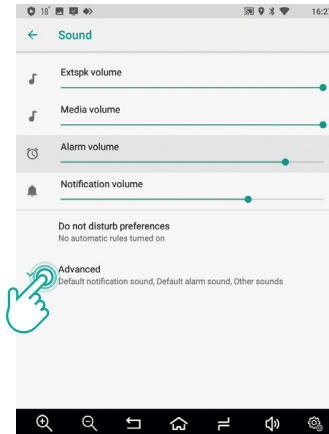 18°
16:2
Sound
Extspk volume
Media volume
Alarm volume
Notification volume
Do not disturb preferences
No automatic rules turned on
Advanced
Default notification sound, Default alarm sound, Other sounds